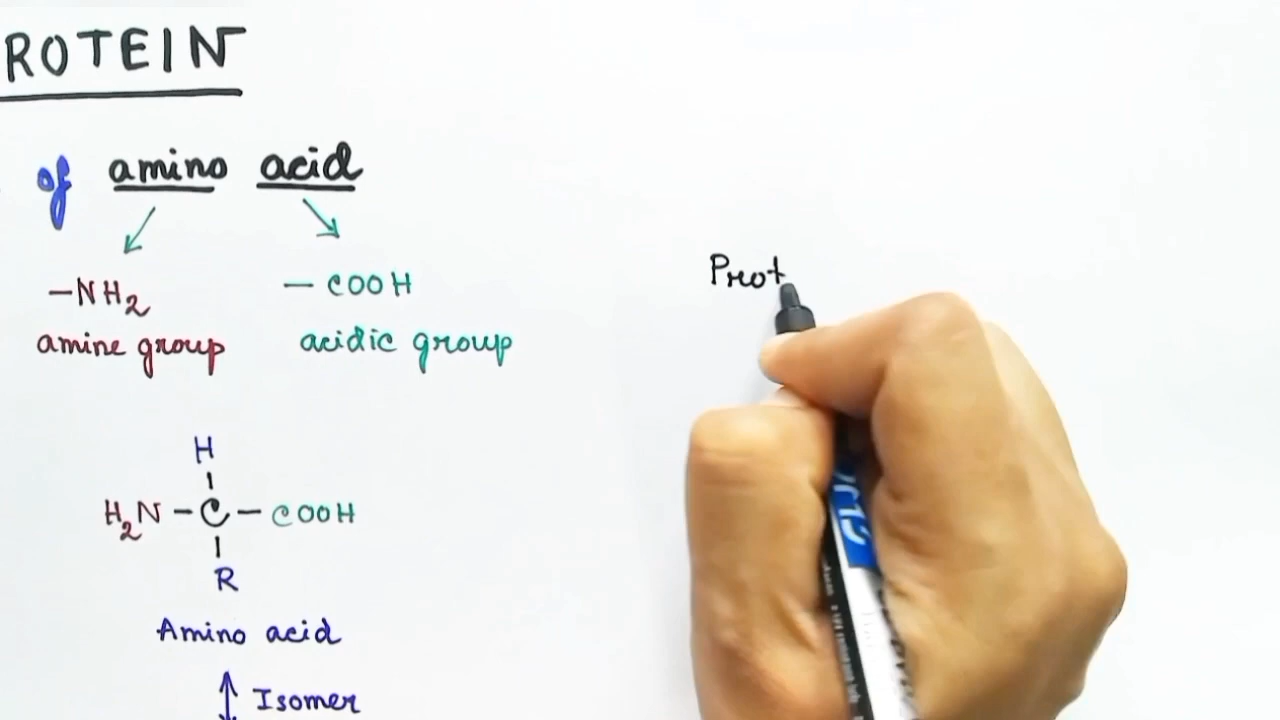 ROTEIN
of amino acid
–NH2
– COOH
amine group
acidic group
H
H2N – C – COOH
R
Amino acid
Isomer
Prot